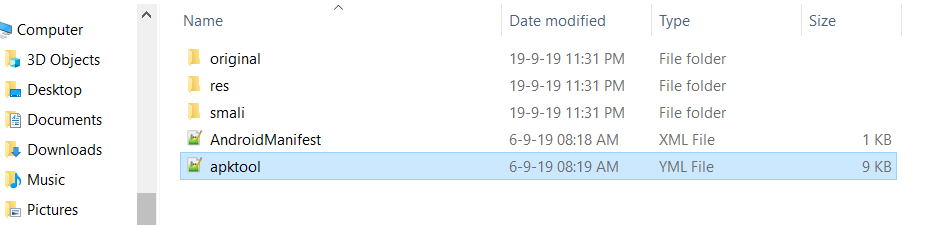 Name Date modified Type Size
Computer
3D Objects
Desktop
Documents
Downloads
Music
Pictures
original 19-9-19 11:31 PM File folder
res 19-9-19 11:31 PM File folder
smali 19-9-19 11:31 PM File folder
AndroidManifest 6-9-19 08:18 AM XML File 1 KB
apktool 6-9-19 08:19 AM YML File 9 KB